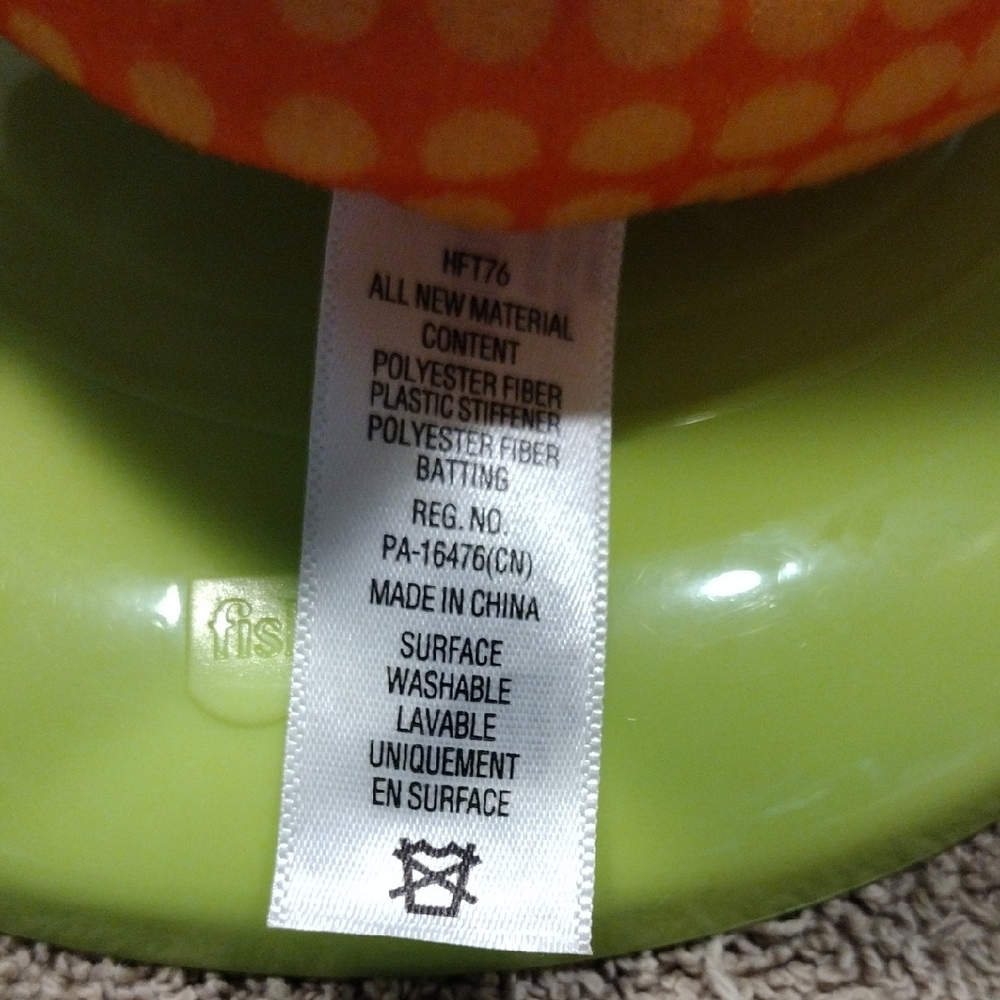 HFT76
ALL NEW MATERIAL
CONTENT
POLYESTER FIBER
PLASTIC STIFFENER
POLYESTER FIBER
BATTING
REG. NO.
PA-16476(CN)
MADE IN CHINA
SURFACE
WASHABLE
LAVABLE
UNIQUEMENT
EN SURFACE
fis